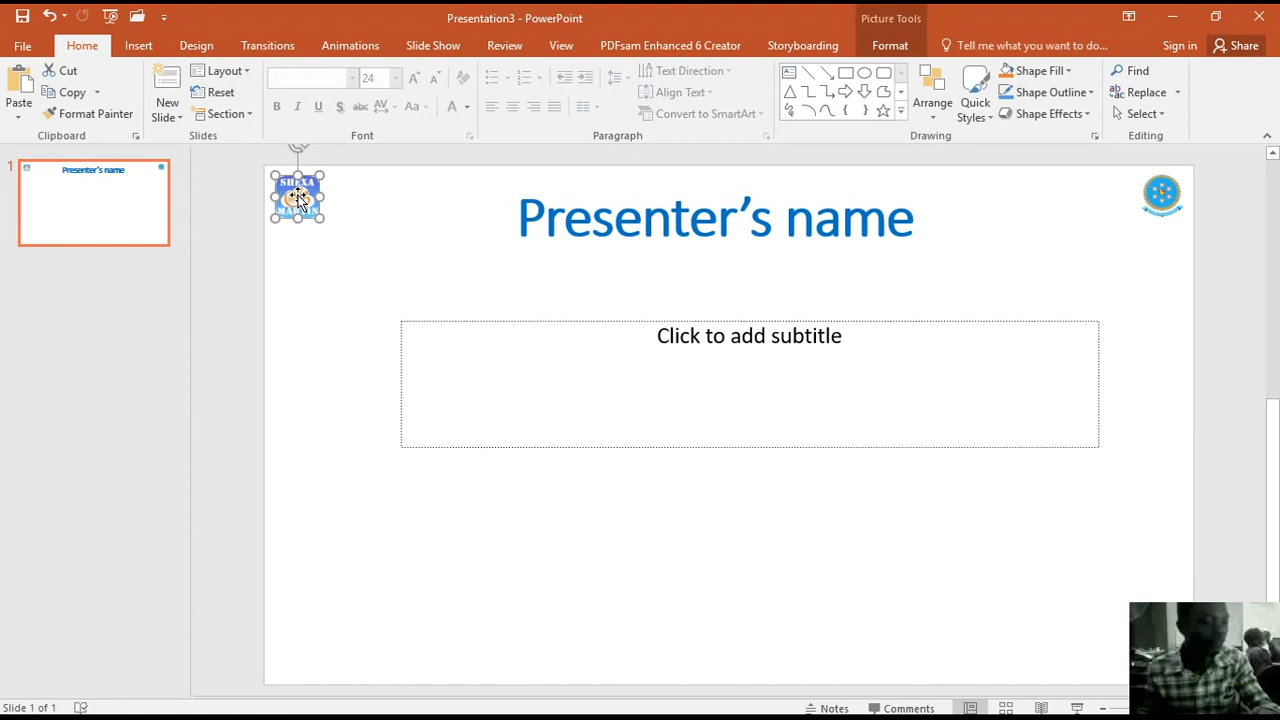 Presentation3 - PowerPoint
Picture Tools
File
Home
Insert
Design
Transitions
Animations
Slide Show
Review
View
PDFsam Enhanced 6 Creator
Storyboarding
Format
Tell me what you want to do...
Sign in
Share
Paste
Cut
Copy
Format Painter
Clipboard
New Slide
Layout
Reset
Section
Slides
24
B I U S abc AV Aa A
Font
Text Direction
Align Text
Convert to SmartArt
Paragraph
Arrange
Quick Styles
Shape Fill
Shape Outline
Shape Effects
Drawing
Find
Replace
Select
Editing
1
Presenter's name
Presenter’s name
Click to add subtitle
Slide 1 of 1
Notes
Comments